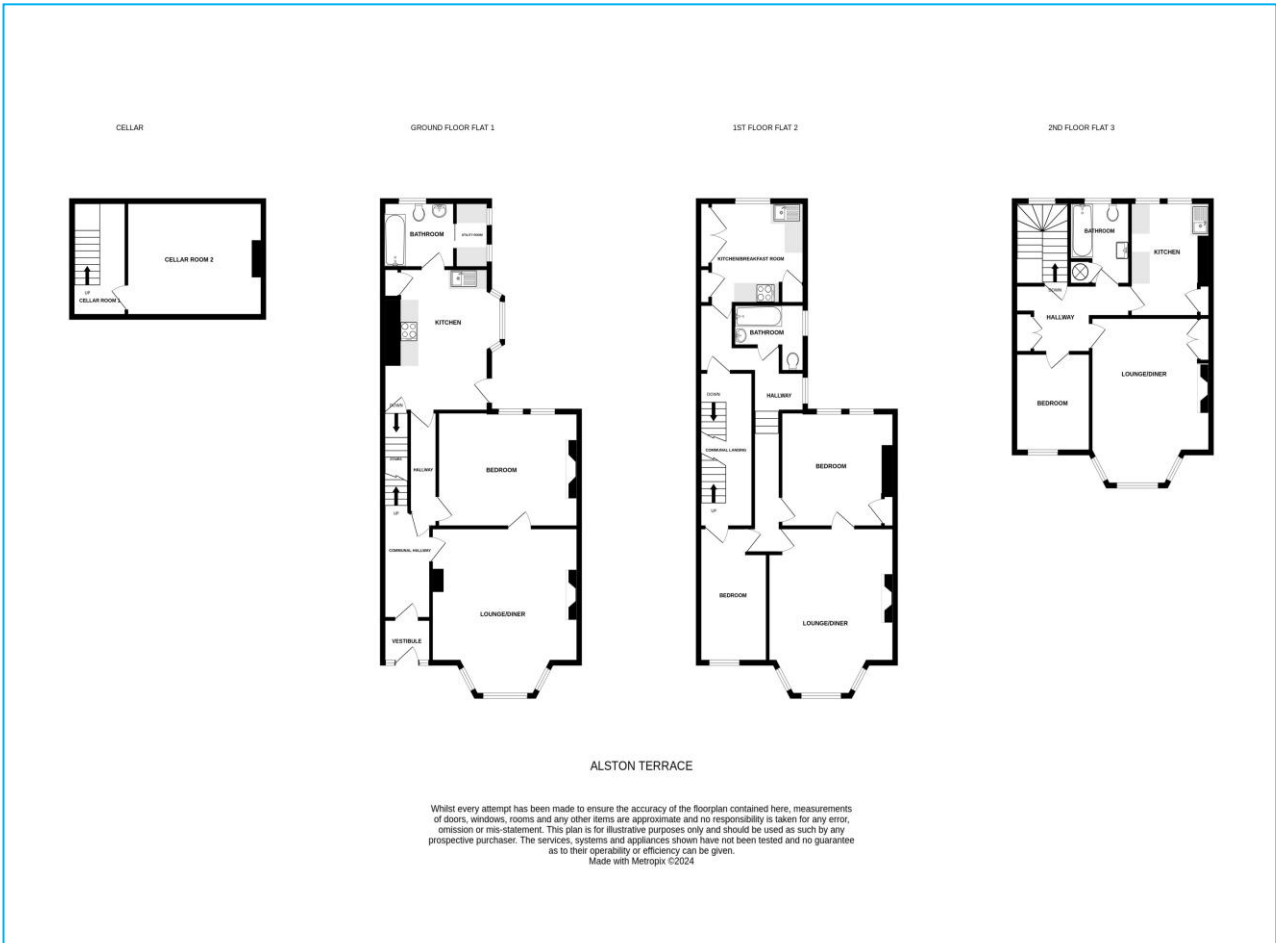 CELLAR
GROUND FLOOR FLAT 1
1ST FLOOR FLAT 2
2ND FLOOR FLAT 3
CELLAR ROOM 2
UP
CELLAR ROOM 1
BATHROOM
UTILITY ROOM
KITCHEN
DOWN
DOWN
HALLWAY
BEDROOM
UP
COMMUNAL HALLWAY
LOUNGE/DINER
VESTIBULE
KITCHEN/BREAKFAST ROOM
BATHROOM
DOWN
HALLWAY
COMMUNAL LANDING
BEDROOM
UP
BEDROOM
LOUNGE/DINER
BATHROOM
KITCHEN
DOWN
HALLWAY
LOUNGE/DINER
BEDROOM
ALSTON TERRACE
Whilst every attempt has been made to ensure the accuracy of the floorplan contained here, measurements
of doors, windows, rooms and any other items are approximate and no responsibility is taken for any error,
omission or mis-statement. This plan is for illustrative purposes only and should be used as such by any
prospective purchaser. The services, systems and appliances shown have not been tested and no guarantee
as to their operability or efficiency can be given.
Made with Metropix ©2024